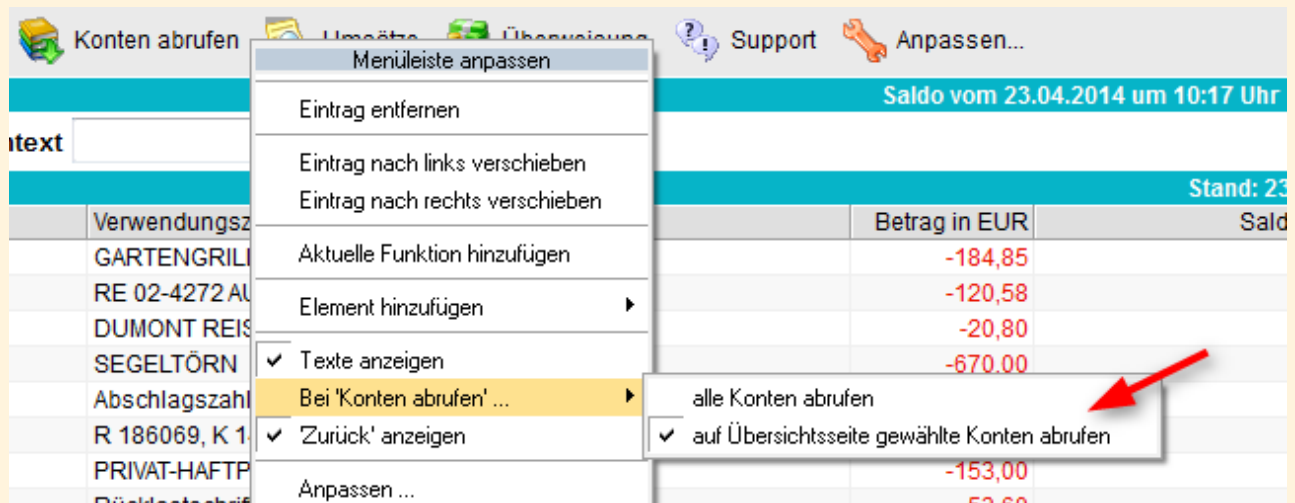 Konten abrufen Umsätze Überweisung Support Anpassen...
Menüleiste anpassen
Saldo vom 23.04.2014 um 10:17 Uhr
Eintrag entfernen
ntext
Eintrag nach links verschieben
Stand: 23
Eintrag nach rechts verschieben
Verwendungsz Betrag in EUR Sald
GARTENGRILL -184,85
Aktuelle Funktion hinzufügen
RE 02-4272 AU -120,58
Element hinzufügen
DUMONT REIS -20,80
SEGELTÖRN -670,00
Texte anzeigen
Abschlagszahl
Bei 'Konten abrufen' ... alle Konten abrufen
R 186069, K 1
'Zurück' anzeigen auf Übersichtsseite gewählte Konten abrufen
PRIVAT-HAFTP -153,00
Anpassen ...